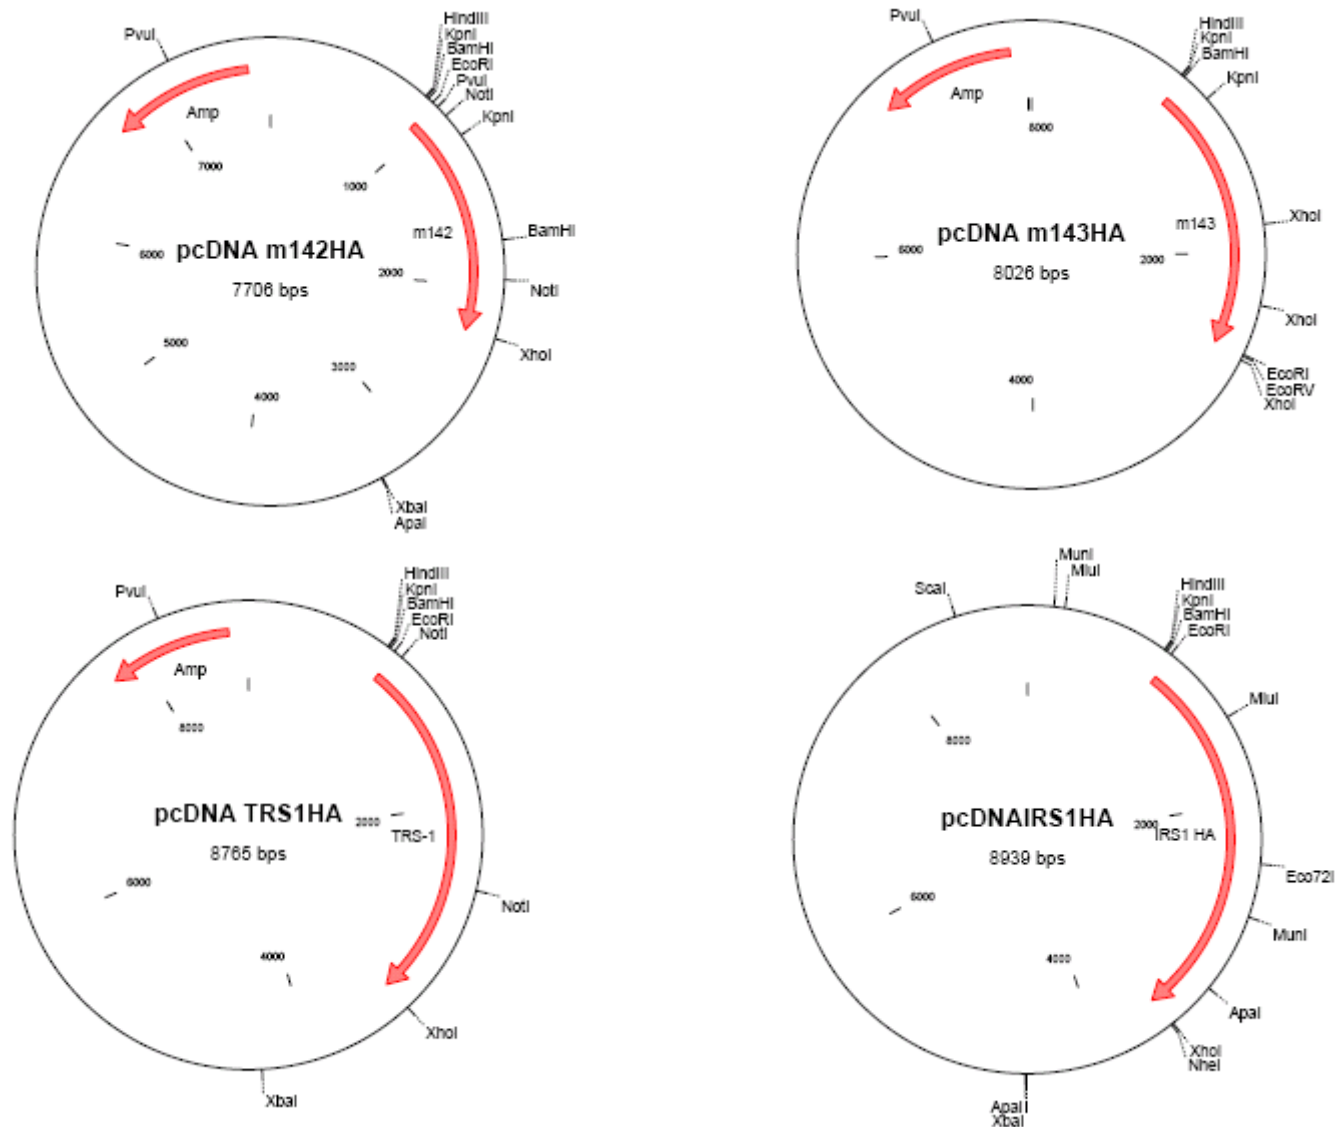 PvuI
HindIII
KpnI
BamHI
EcoRI
PvuI
NotI
KpnI
Amp
7000
1000
m142
BamHI
6000
pcDNA m142HA
2000
7706 bps
NotI
5000
3000
XhoI
4000
XbaI
ApaI
PvuI
HindIII
KpnI
BamHI
KpnI
Amp
8000
XhoI
m143
6000
pcDNA m143HA
2000
8026 bps
XhoI
4000
EcoRI
EcoRV
XhoI
PvuI
HindIII
KpnI
BamHI
EcoRI
NotI
Amp
8000
pcDNA TRS1HA
2000
TRS-1
8765 bps
6000
NotI
4000
XhoI
XbaI
MunI
MluI
ScaI
HindIII
KpnI
BamHI
EcoRI
MluI
8000
pcDNAIRS1HA
2000
IRS1 HA
8939 bps
Eco72I
6000
MunI
4000
ApaI
XhoI
NheI
ApaI
XbaI